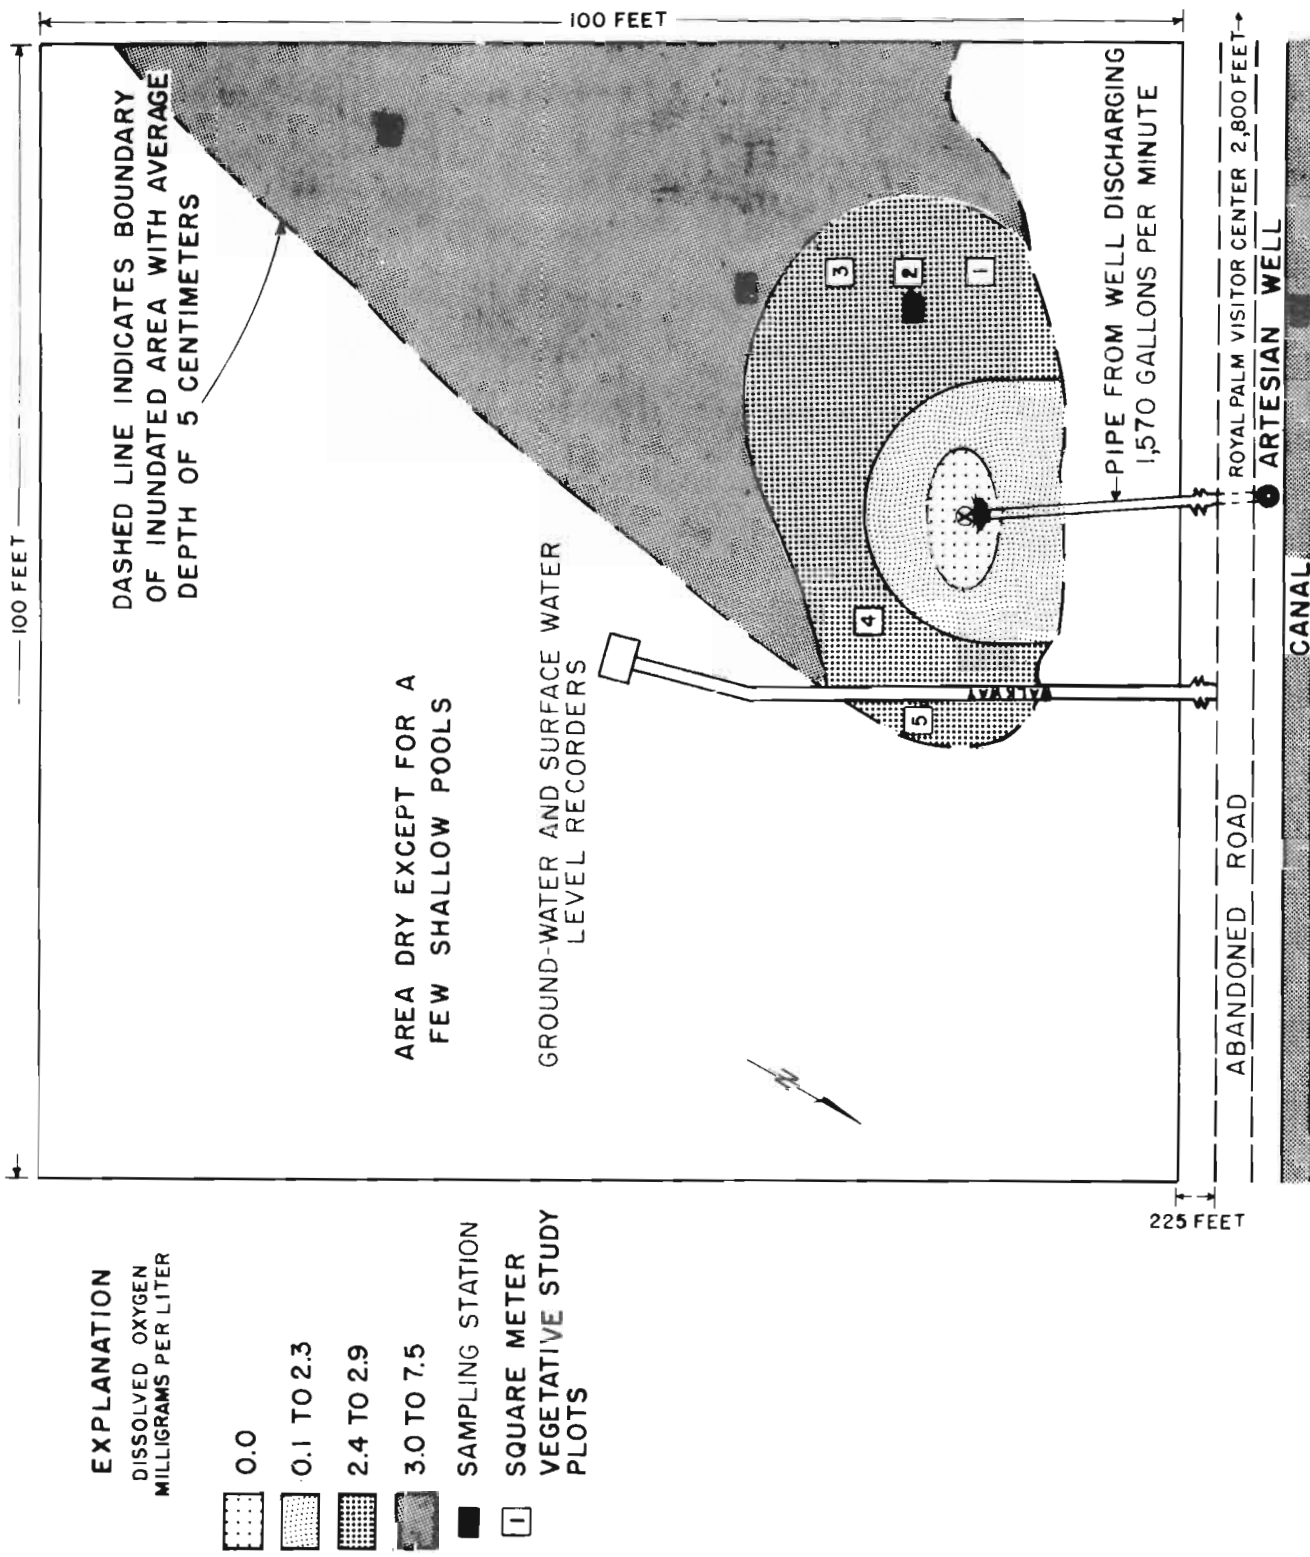 100 FEET
100 FEET
DASHED LINE INDICATES BOUNDARY
OF INUNDATED AREA WITH AVERAGE
DEPTH OF 5 CENTIMETERS
AREA DRY EXCEPT FOR A
FEW SHALLOW POOLS
GROUND-WATER AND SURFACE WATER
LEVEL RECORDERS
N
3
2
1
4
5
WALKWAY
PIPE FROM WELL DISCHARGING
1,570 GALLONS PER MINUTE
ROYAL PALM VISITOR CENTER 2,800 FEET
ARTESIAN WELL
ABANDONED ROAD
CANAL
225 FEET
EXPLANATION
DISSOLVED OXYGEN
MILLIGRAMS PER LITER
0.0
0.1 TO 2.3
2.4 TO 2.9
3.0 TO 7.5
SAMPLING STATION
1
SQUARE METER
VEGETATIVE STUDY
PLOTS